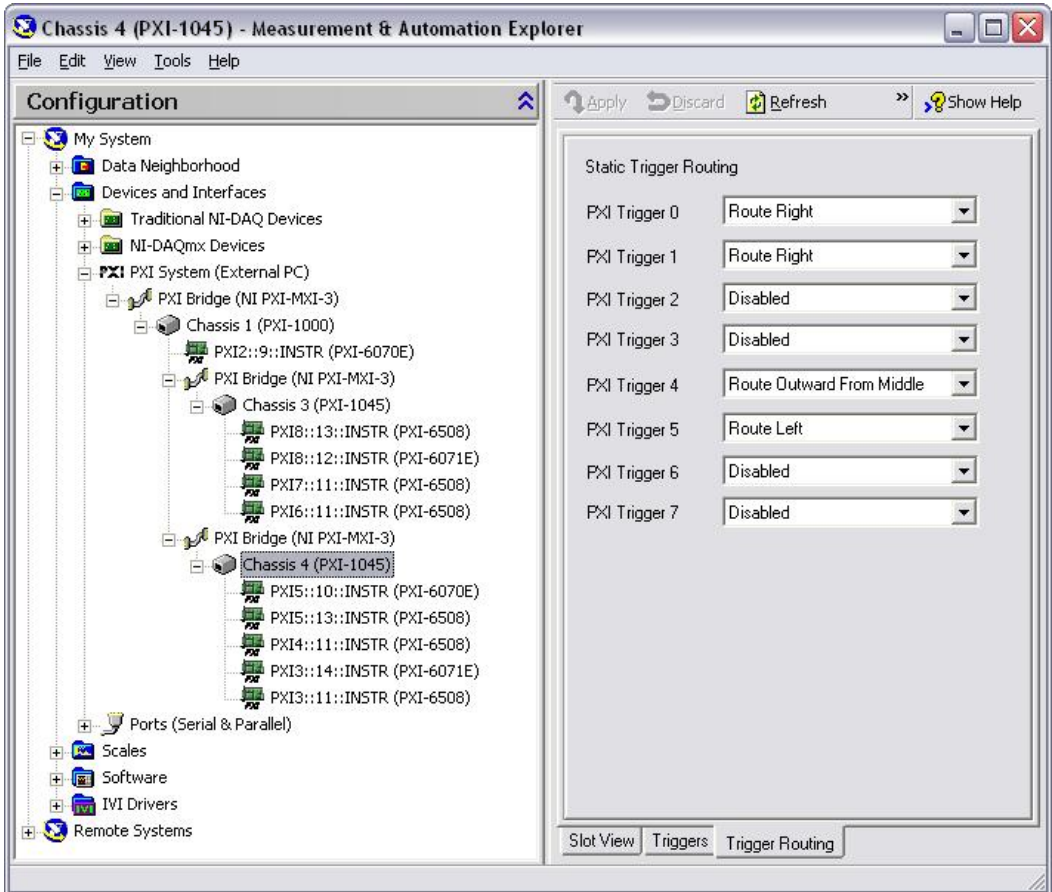 Chassis 4 (PXI-1045) - Measurement & Automation Explorer
File Edit View Tools Help
Configuration
My System
Data Neighborhood
Devices and Interfaces
Traditional NI-DAQ Devices
NI-DAQmx Devices
PXI PXI System (External PC)
PXI Bridge (NI PXI-MXI-3)
Chassis 1 (PXI-1000)
PXI2::9::INSTR (PXI-6070E)
PXI Bridge (NI PXI-MXI-3)
Chassis 3 (PXI-1045)
PXI8::13::INSTR (PXI-6508)
PXI8::12::INSTR (PXI-6071E)
PXI7::11::INSTR (PXI-6508)
PXI6::11::INSTR (PXI-6508)
PXI Bridge (NI PXI-MXI-3)
Chassis 4 (PXI-1045)
PXI5::10::INSTR (PXI-6070E)
PXI5::13::INSTR (PXI-6508)
PXI4::11::INSTR (PXI-6508)
PXI3::14::INSTR (PXI-6071E)
PXI3::11::INSTR (PXI-6508)
Ports (Serial & Parallel)
Scales
Software
IVI Drivers
Remote Systems
Apply Discard Refresh » Show Help
Static Trigger Routing
PXI Trigger 0 Route Right
PXI Trigger 1 Route Right
PXI Trigger 2 Disabled
PXI Trigger 3 Disabled
PXI Trigger 4 Route Outward From Middle
PXI Trigger 5 Route Left
PXI Trigger 6 Disabled
PXI Trigger 7 Disabled
Slot View Triggers Trigger Routing